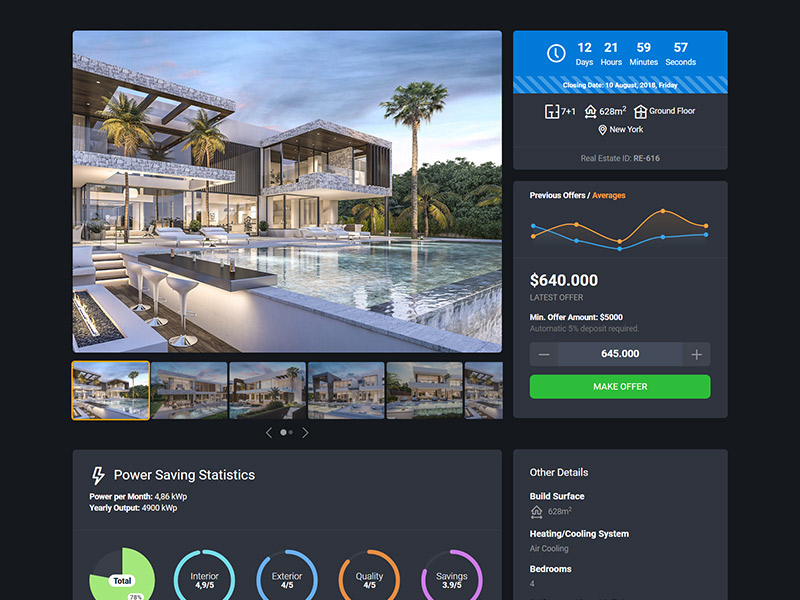 12 21 59 57
Days Hours Minutes Seconds
Closing Date: 10 August, 2018, Friday
7+1 628m² Ground Floor
New York
Real Estate ID: RE-616
Previous Offers / Averages
$640.000
LATEST OFFER
Min. Offer Amount: $5000
Automatic 5% deposit required.
645.000
MAKE OFFER
Power Saving Statistics
Power per Month: 4,86 kWp
Yearly Output: 4900 kWp
Total
78%
Interior
4,9/5
Exterior
4/5
Quality
4/5
Savings
3.9/5
Other Details
Build Surface
628m²
Heating/Cooling System
Air Cooling
Bedrooms
4